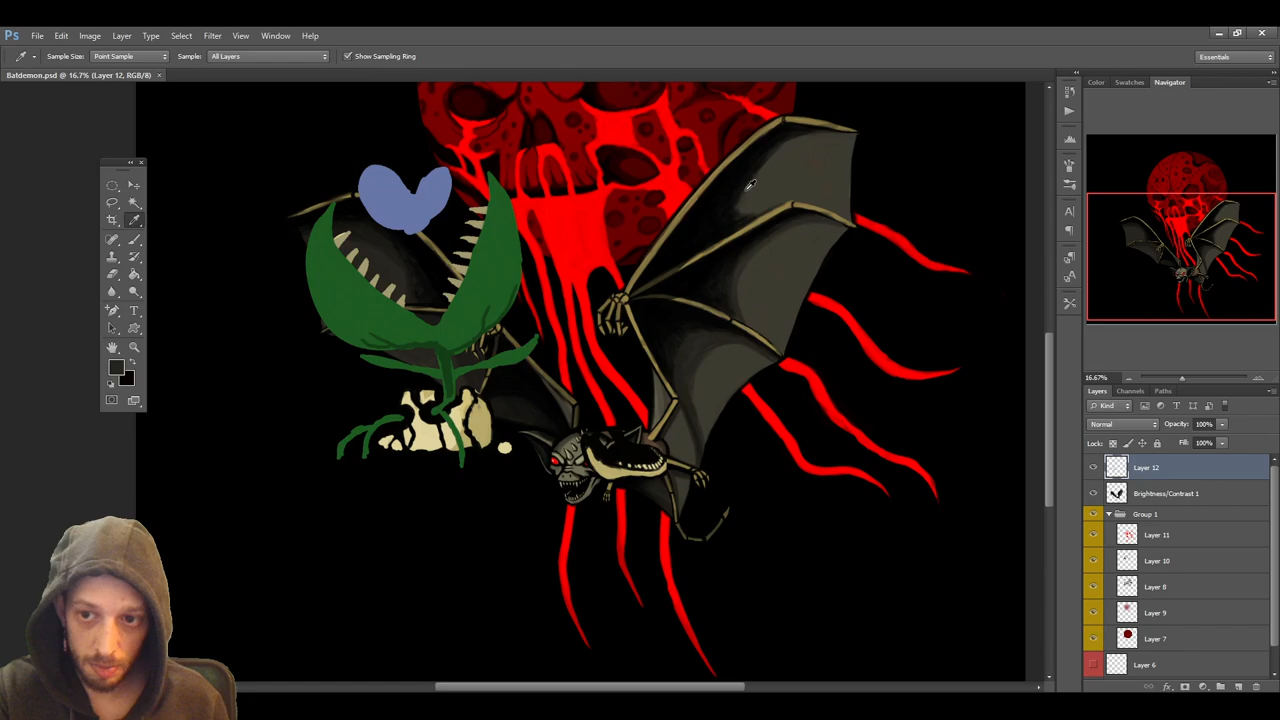 Ps File Edit Image Layer Type Select Filter View Window Help
Sample Size: Point Sample Sample: All Layers Show Sampling Ring Essentials
Batdemon.psd @ 16.7% (Layer 12, RGB/8) × Color Swatches Navigator
16.67%
Layers Channels Paths
Kind T
Normal Opacity: 100%
Lock: Fill: 100%
Layer 12
Brightness/Contrast 1
Group 1
Layer 11
Layer 10
Layer 8
Layer 9
Layer 7
Layer 6
fx